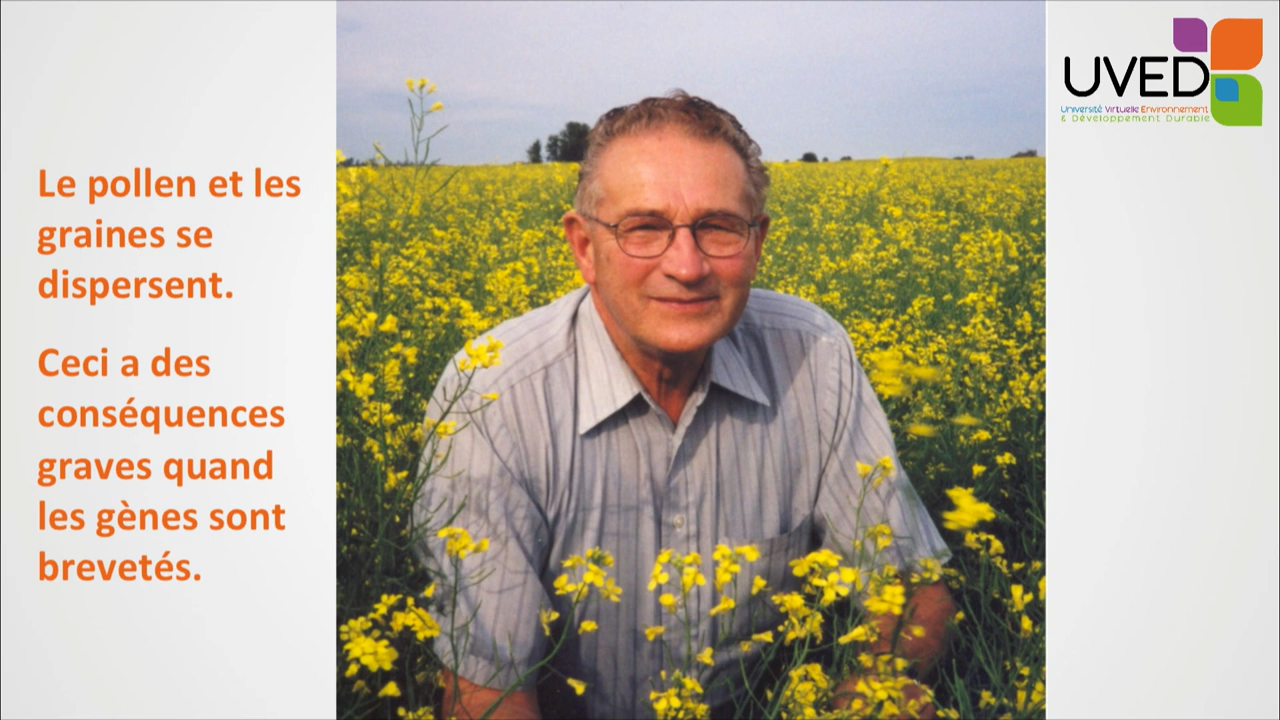 Le pollen et les
graines se
dispersent.
Ceci a des
conséquences
graves quand
les gènes sont
brevetés.
UVED
Université Virtuelle Environnement
& Développement Durable